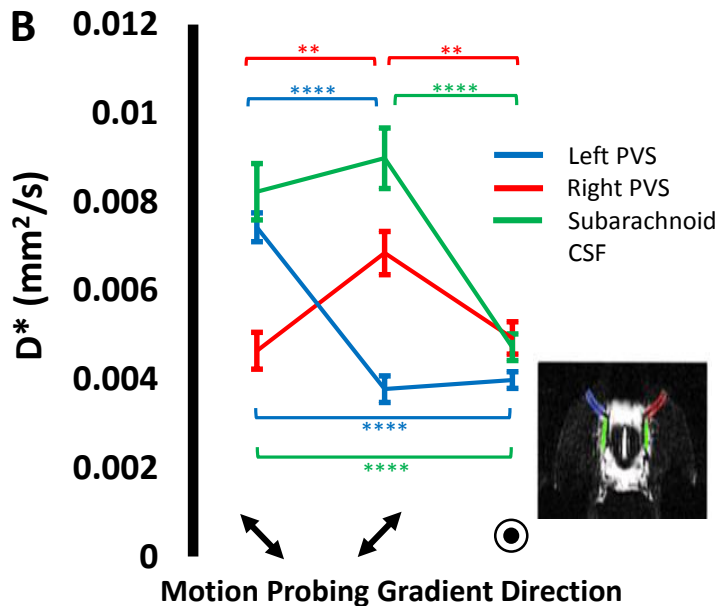 B
0.012
0.01
0.008
0.006
0.004
0.002
0
D* (mm²/s)
**
**
****
****
Left PVS
Right PVS
Subarachnoid
CSF
****
****
Motion Probing Gradient Direction